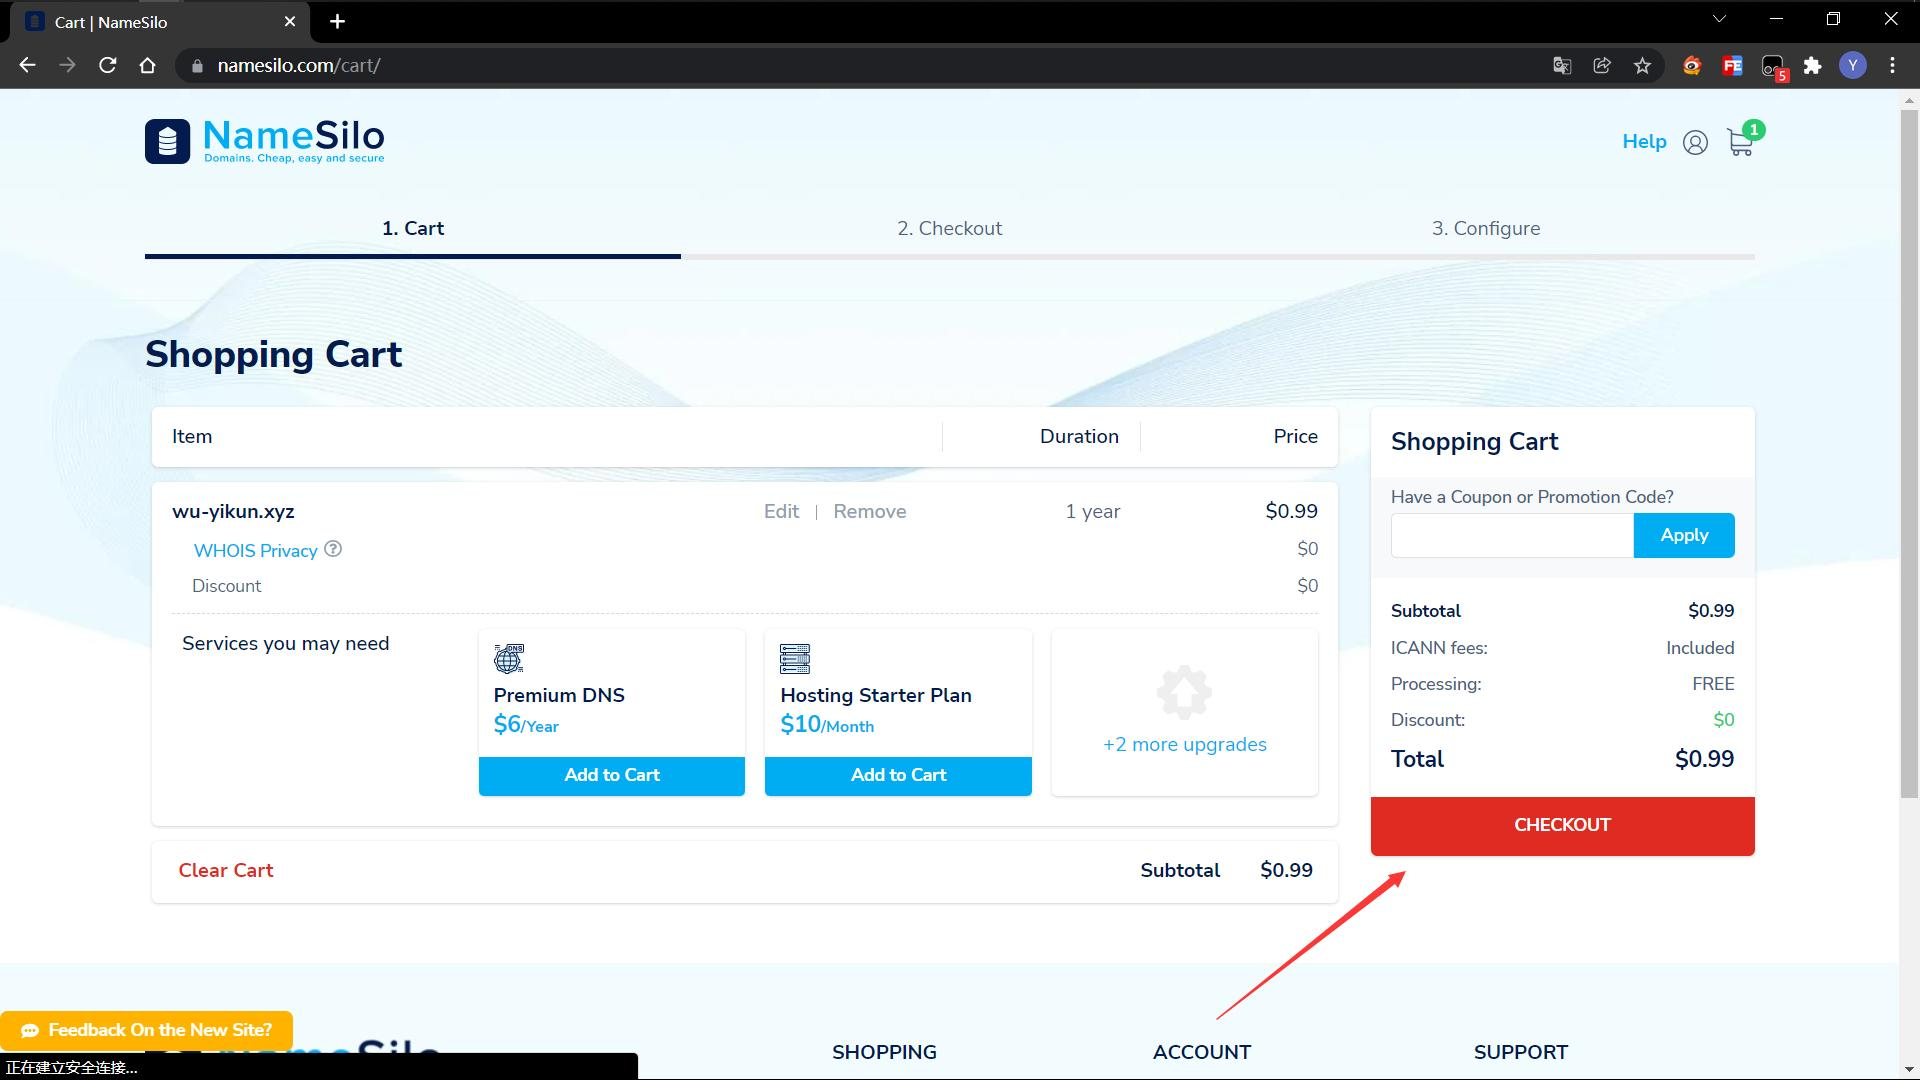 Cart | NameSilo
namesilo.com/cart/
FE
5
Y
NameSilo
Domains. Cheap, easy and secure
Help
1
1. Cart
2. Checkout
3. Configure
Shopping Cart
Item Duration Price
wu-yikun.xyz Edit | Remove 1 year $0.99
WHOIS Privacy ? $0
Discount $0
Services you may need
DNS
Premium DNS
$6/Year
Add to Cart
Hosting Starter Plan
$10/Month
Add to Cart
+2 more upgrades
Clear Cart Subtotal $0.99
Shopping Cart
Have a Coupon or Promotion Code?
Apply
Subtotal $0.99
ICANN fees: Included
Processing: FREE
Discount: $0
Total $0.99
CHECKOUT
Feedback On the New Site?
NameSilo
SHOPPING
ACCOUNT
SUPPORT
正在建立安全连接...